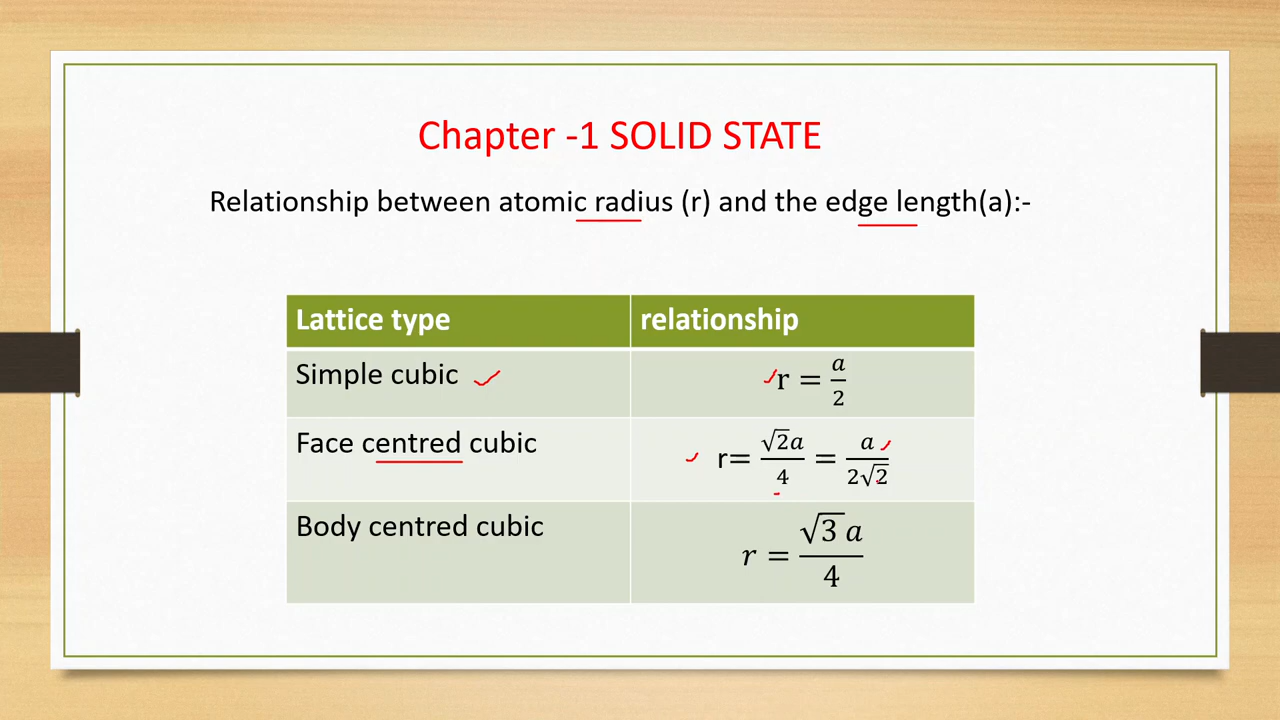 Chapter -1 SOLID STATE
Relationship between atomic radius (r) and the edge length(a):-
Lattice type relationship
Simple cubic r = a/2
Face centred cubic r= √2a/4 = a/2√2
Body centred cubic r = √3 a/4